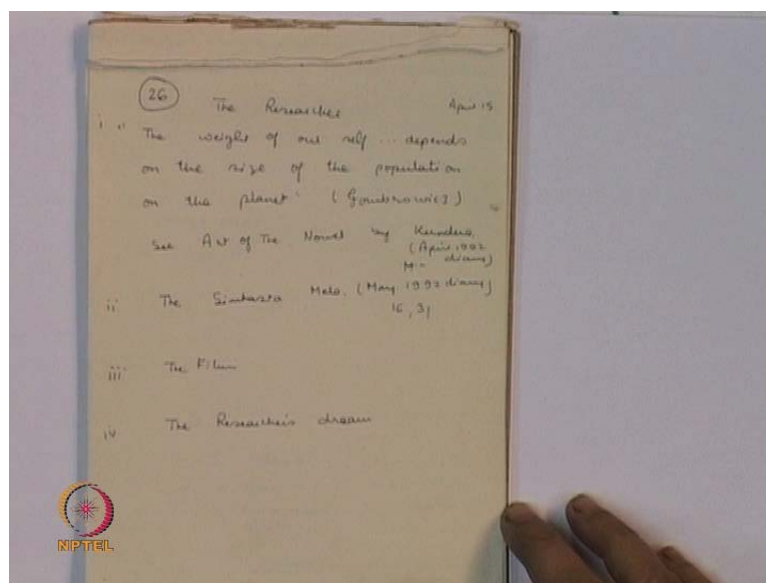 26 The Researcher April 15
i " The weight of our self ... depends
on the size of the population
on the planet" (Gombrowicz)
See Art of The Novel by Kundera
(April 1992
diary)
ii The Simhasta Mela. (May 1992 diary)
16, 31
iii The Film
iv The Researcher's dream
NPTEL